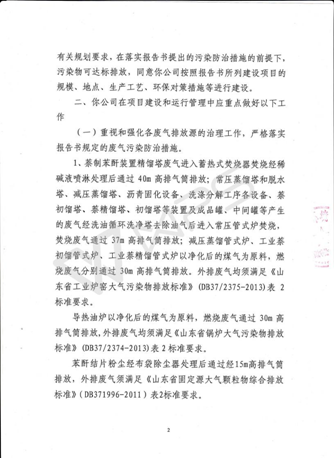 有关规划要求，在落实报告书提出的污染防治措施的前提下，
污染物可达标排放，同意你公司按照报告书所列建设项目的
规模、地点、生产工艺、环保对策措施等进行建设。
二、你公司在项目建设和运行管理中应重点做好以下工
作
（一）重视和强化各废气排放源的治理工作，严格落实
报告书规定的废气污染防治措施。
1、萘制苯酐装置精馏塔废气进入蓄热式焚烧器焚烧经稀
碱液喷淋处理后通过 40m 高排气筒排放；常压蒸馏塔和脱水
塔、减压蒸馏塔、沥青固化设备、洗涤分解工序各设备、萘
初馏塔、萘精馏塔、初馏塔等装置及成品罐、中间罐等产生
的废气经洗油循环洗净塔去除油气后进入常压管式炉焚烧，
焚烧废气通过 37m 高排气筒排放；减压蒸馏管式炉、工业萘
初馏管式炉、工业萘精馏管式炉以净化后的煤气为原料，燃
烧废气分别通过 30m 高排气筒排放。外排废气均须满足《山
东省工业炉窑大气污染物排放标准》(DB37/2375-2013)表 2
标准要求。
导热油炉以净化后的煤气为原料，燃烧废气通过 30m 高
排气筒排放，外排废气均须满足《山东省锅炉大气污染物排放
标准》(DB37/2374-2013)表 2 标准要求。
苯酐结片粉尘经布袋除尘器处理后通过经15m高排气筒
排放，外排废气须满足《山东省固定源大气颗粒物综合排放
标准》（DB371996-2011）表2标准要求。
2